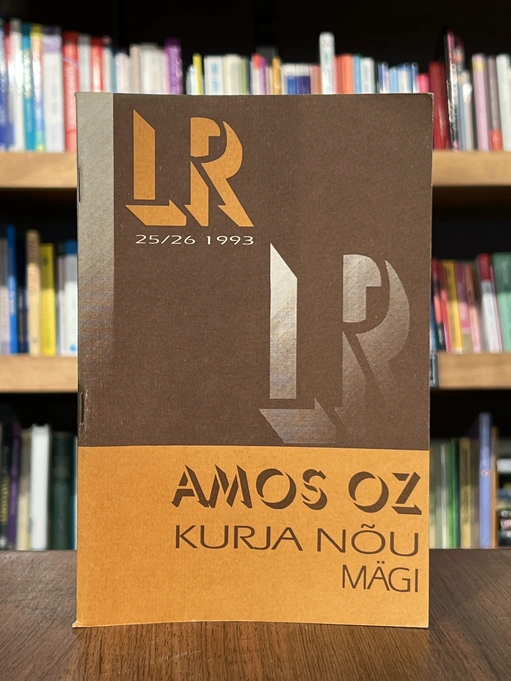 LR
25/26 1993
LR
AMOS OZ
KURJA NÕU
MÄGI